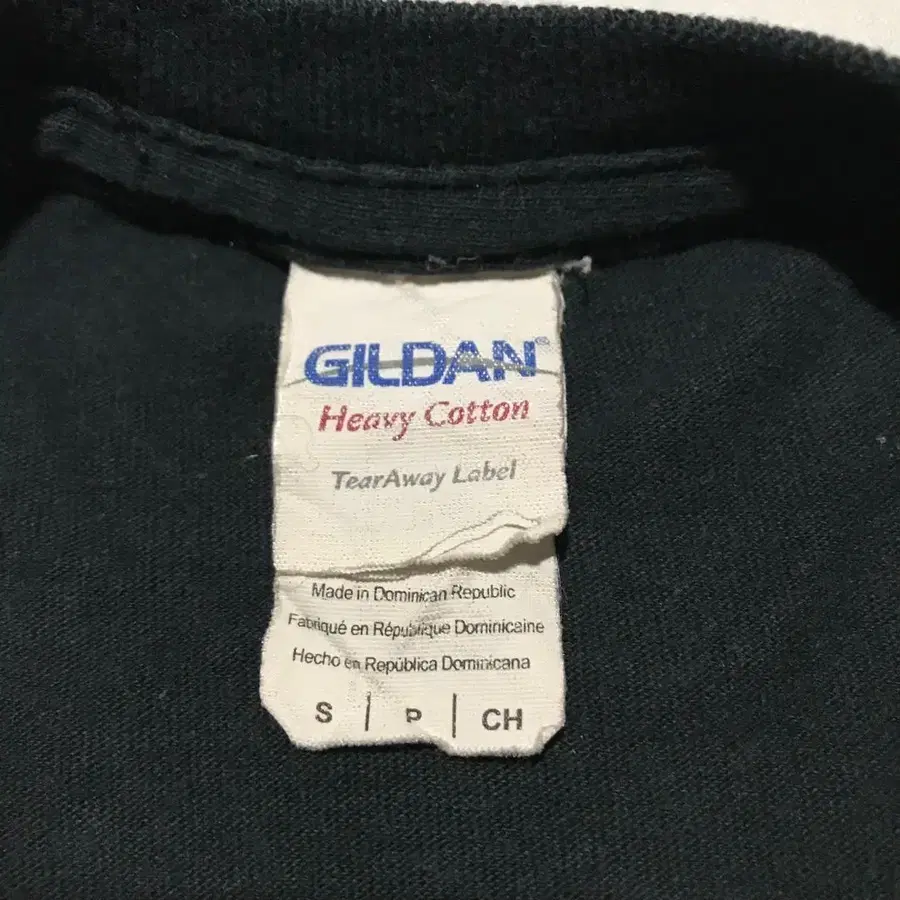 GILDAN®
Heavy Cotton
TearAway Label
Made in Dominican Republic
Fabriqué en République Dominicaine
Hecho en República Dominicana
S | P | CH